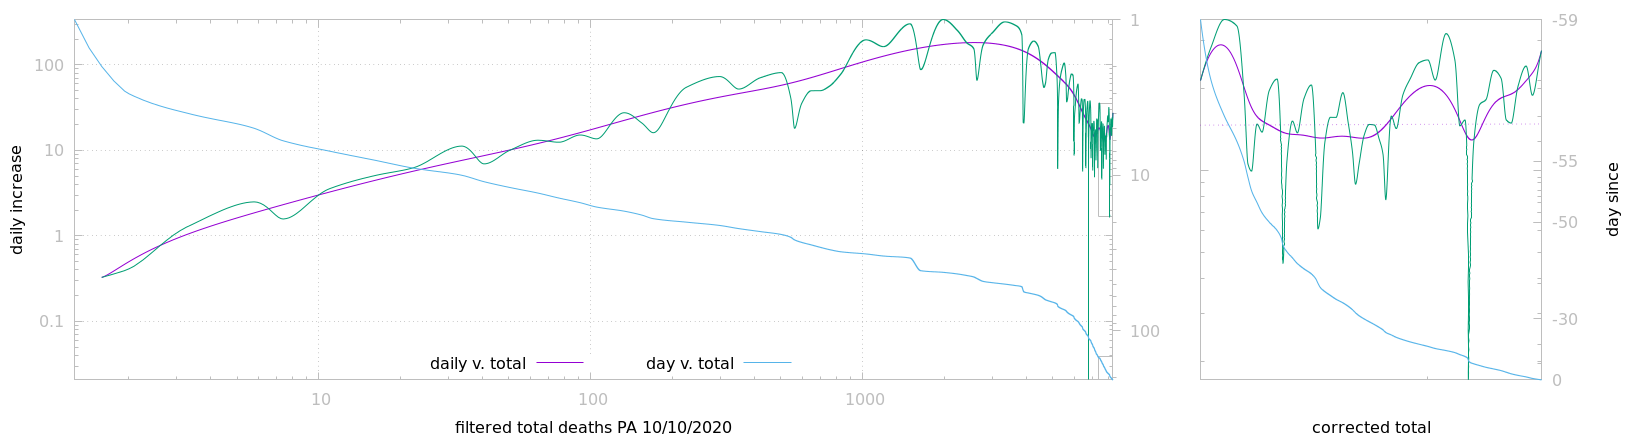 daily increase
100
10
1
0.1
daily v. total
day v. total
10
100
1000
filtered total deaths PA 10/10/2020
1
10
100
-59
-55
-50
-30
0
day since
corrected total